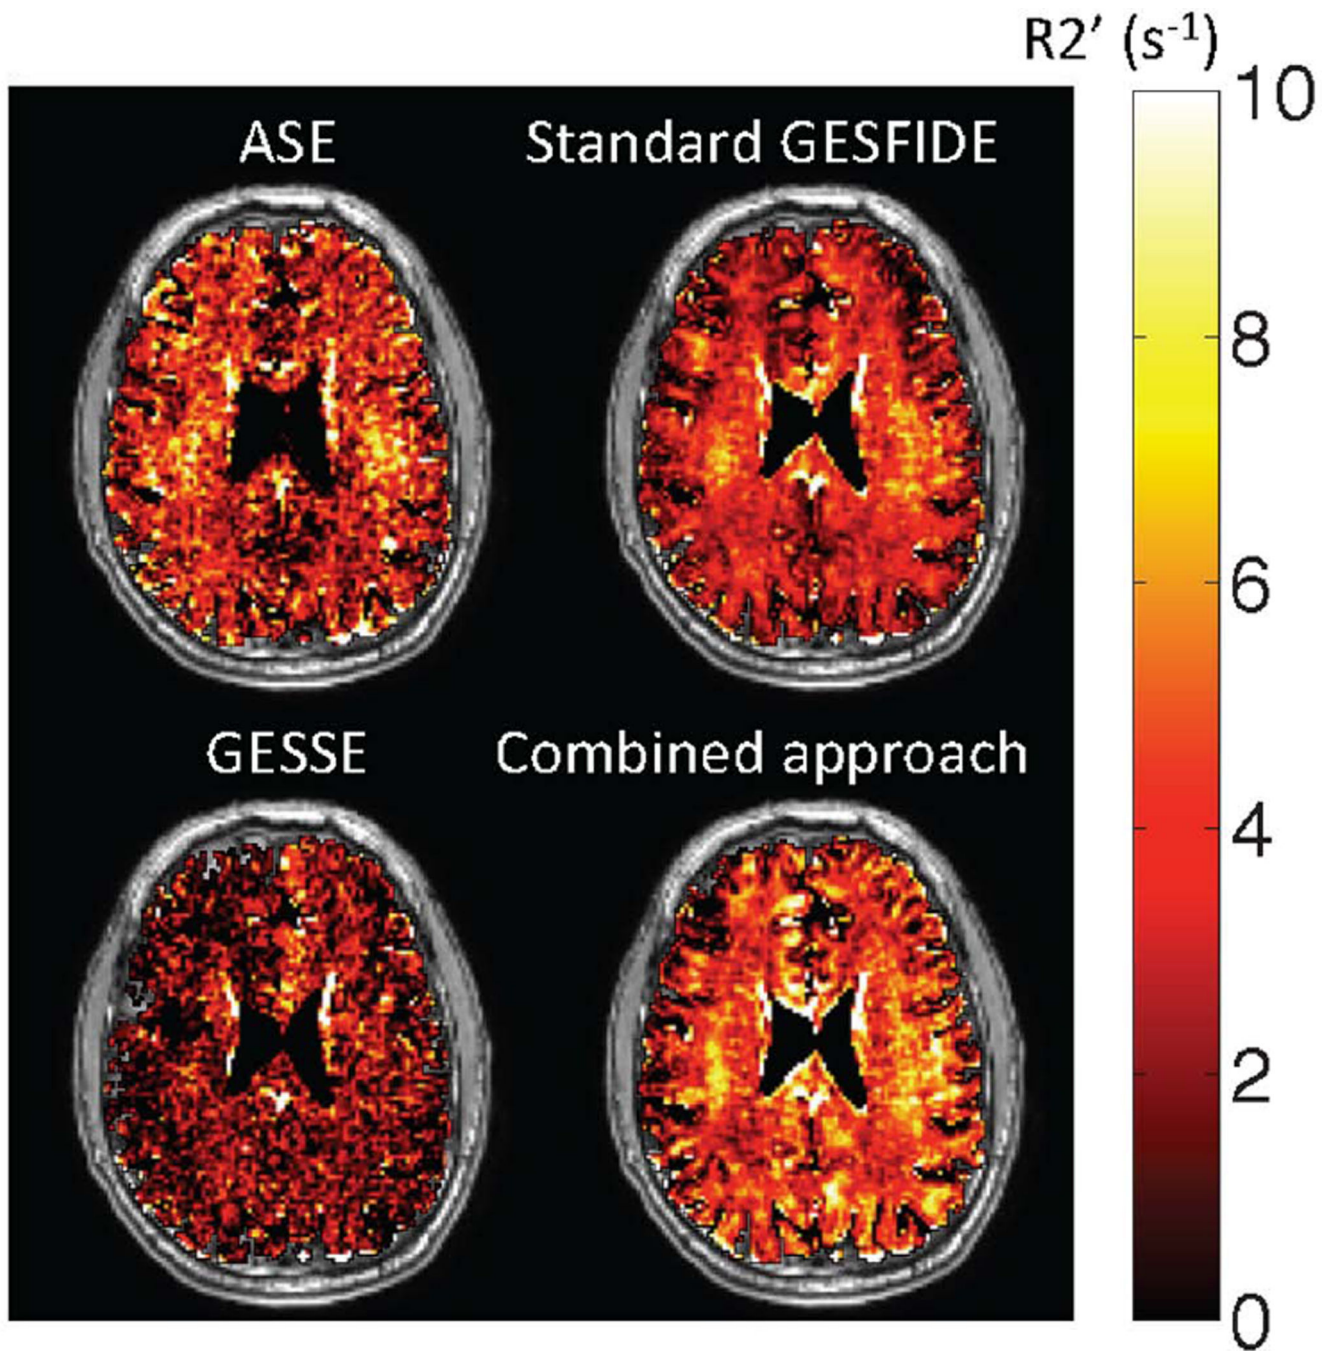 R2′ (s⁻¹)
ASE
Standard GESFIDE
GESSE
Combined approach
10
8
6
4
2
0